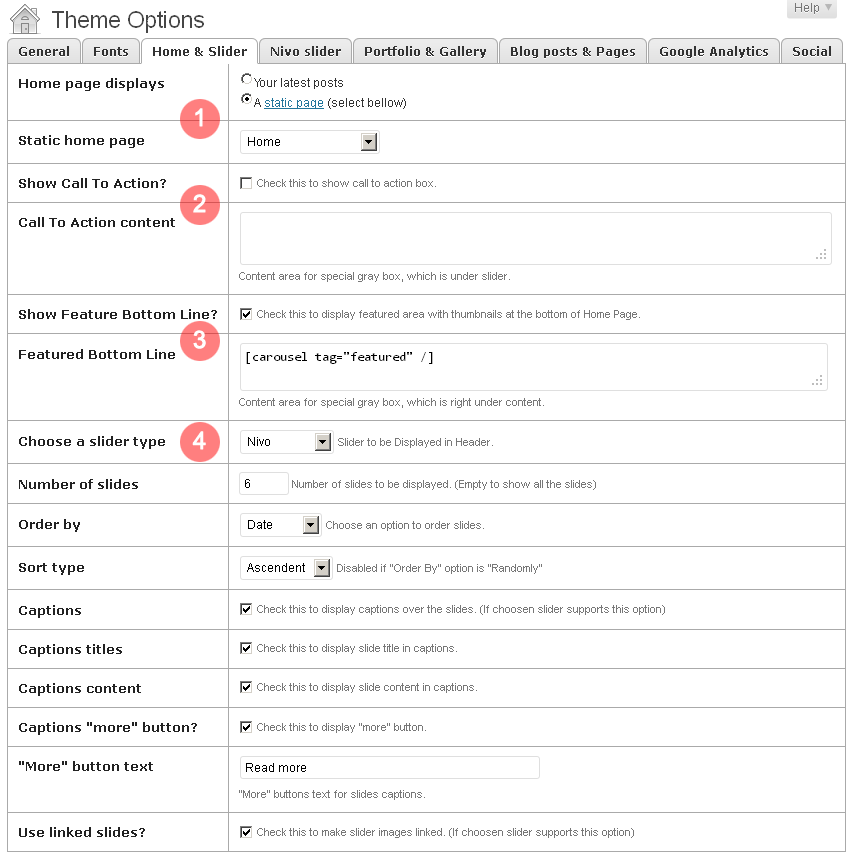 Help
Theme Options
General Fonts Home & Slider Nivo slider Portfolio & Gallery Blog posts & Pages Google Analytics Social
Home page displays
Your latest posts
A static page (select bellow)
1
Static home page
Home
Show Call To Action?
Check this to show call to action box.
2
Call To Action content
Content area for special gray box, which is under slider.
Show Feature Bottom Line?
Check this to display featured area with thumbnails at the bottom of Home Page.
3
Featured Bottom Line
[carousel tag="featured" /]
Content area for special gray box, which is right under content.
Choose a slider type
4
Nivo
Slider to be Displayed in Header.
Number of slides
6
Number of slides to be displayed. (Empty to show all the slides)
Order by
Date
Choose an option to order slides.
Sort type
Ascendent
Disabled if "Order By" option is "Randomly"
Captions
Check this to display captions over the slides. (If choosen slider supports this option)
Captions titles
Check this to display slide title in captions.
Captions content
Check this to display slide content in captions.
Captions "more" button?
Check this to display "more" button.
"More" button text
Read more
"More" buttons text for slides captions.
Use linked slides?
Check this to make slider images linked. (If choosen slider supports this option)